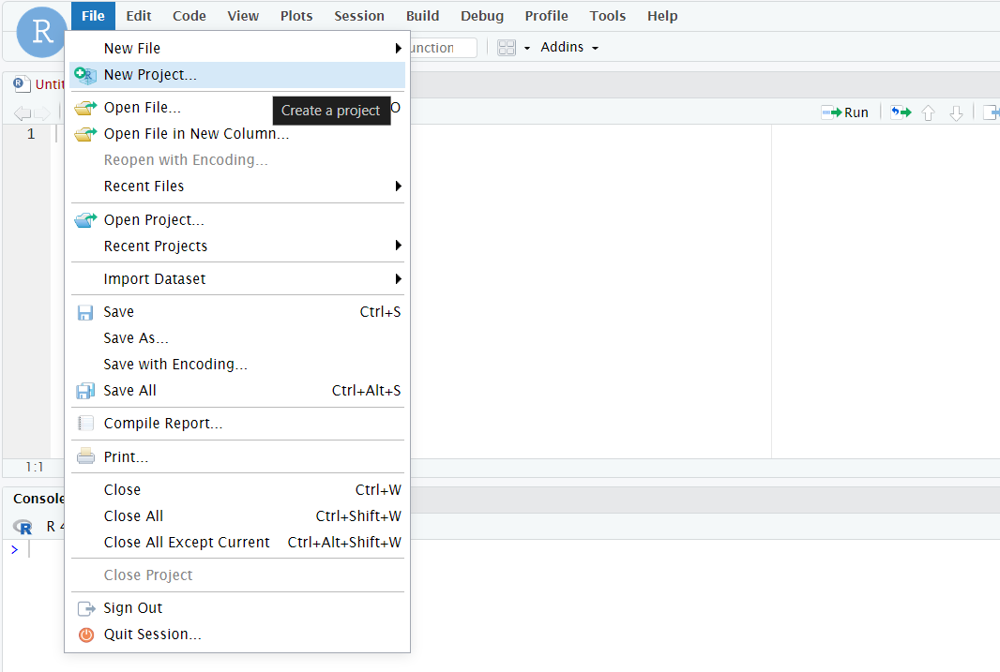 R File Edit Code View Plots Session Build Debug Profile Tools Help
unction Addins
New File
New Project...
Create a project
Untit
Open File... O
Run
Open File in New Column...
1
Reopen with Encoding...
Recent Files
Open Project...
Recent Projects
Import Dataset
Save Ctrl+S
Save As...
Save with Encoding...
Save All Ctrl+Alt+S
Compile Report...
Print...
1:1
Close Ctrl+W
Console
Close All Ctrl+Shift+W
R R 4
Close All Except Current Ctrl+Alt+Shift+W
>
Close Project
Sign Out
Quit Session...